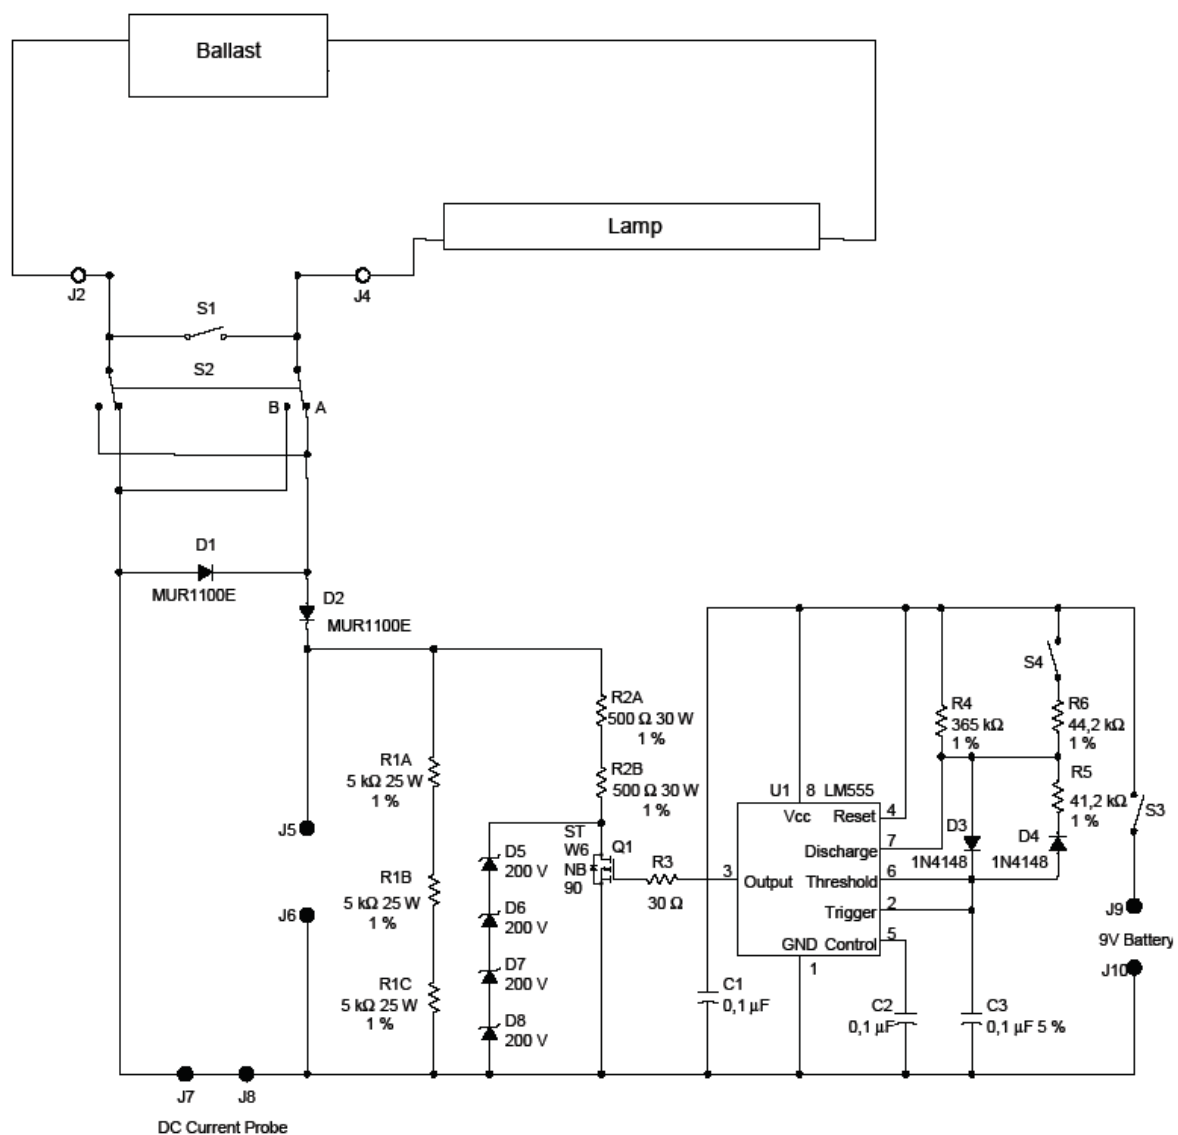 Ballast
Lamp
J2
J4
S1
S2
B
A
D1
MUR1100E
D2
MUR1100E
S4
R2A
500 Ω 30 W
1 %
R4
365 kΩ
1 %
R6
44,2 kΩ
1 %
R1A
5 kΩ 25 W
1 %
R2B
500 Ω 30 W
1 %
U1
8
LM555
R5
41,2 kΩ
1 %
S3
J5
Vcc
Reset
4
ST
W6
NB
90
Q1
D3
1N4148
D4
1N4148
D5
200 V
Discharge
7
R3
30 Ω
3
Output
Threshold
6
R1B
5 kΩ 25 W
1 %
D6
200 V
Trigger
2
J6
J9
9V Battery
J10
GND
Control
5
1
D7
200 V
R1C
5 kΩ 25 W
1 %
C1
0,1 µF
C2
0,1 µF
C3
0,1 µF 5 %
D8
200 V
J7
J8
DC Current Probe